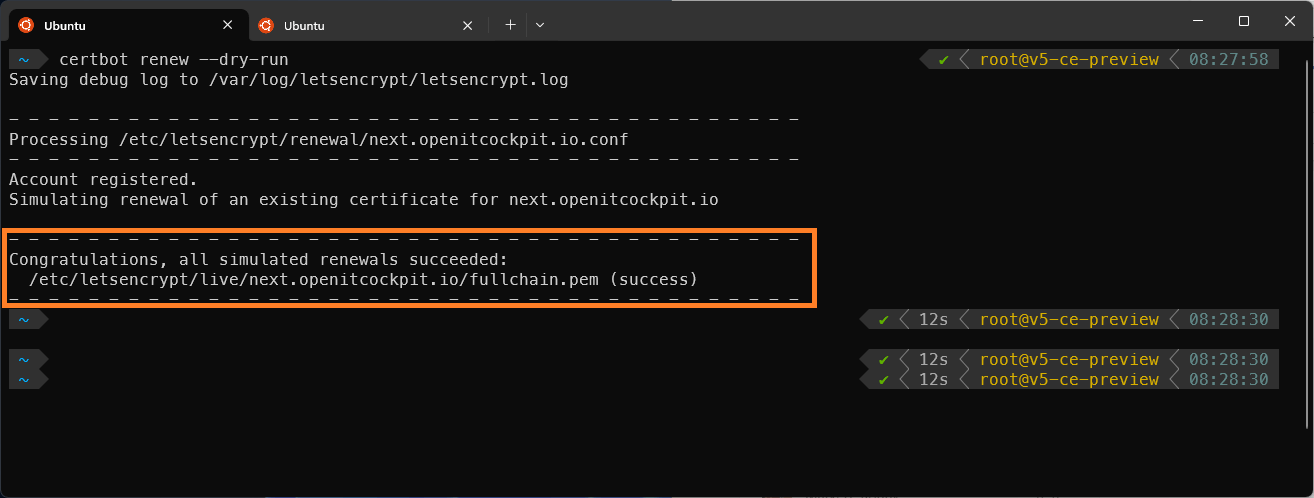 Ubuntu
Ubuntu
~ certbot renew --dry-run ✔ root@v5-ce-preview 08:27:58
Saving debug log to /var/log/letsencrypt/letsencrypt.log
- - - - - - - - - - - - - - - - - - - - - - - - - - - - - - - - - - - - - - - -
Processing /etc/letsencrypt/renewal/next.openitcockpit.io.conf
- - - - - - - - - - - - - - - - - - - - - - - - - - - - - - - - - - - - - - - -
Account registered.
Simulating renewal of an existing certificate for next.openitcockpit.io
- - - - - - - - - - - - - - - - - - - - - - - - - - - - - - - - - - - - - - - -
Congratulations, all simulated renewals succeeded:
/etc/letsencrypt/live/next.openitcockpit.io/fullchain.pem (success)
- - - - - - - - - - - - - - - - - - - - - - - - - - - - - - - - - - - - - - - -
~ ✔ 12s root@v5-ce-preview 08:28:30
~ ✔ 12s root@v5-ce-preview 08:28:30
~ ✔ 12s root@v5-ce-preview 08:28:30